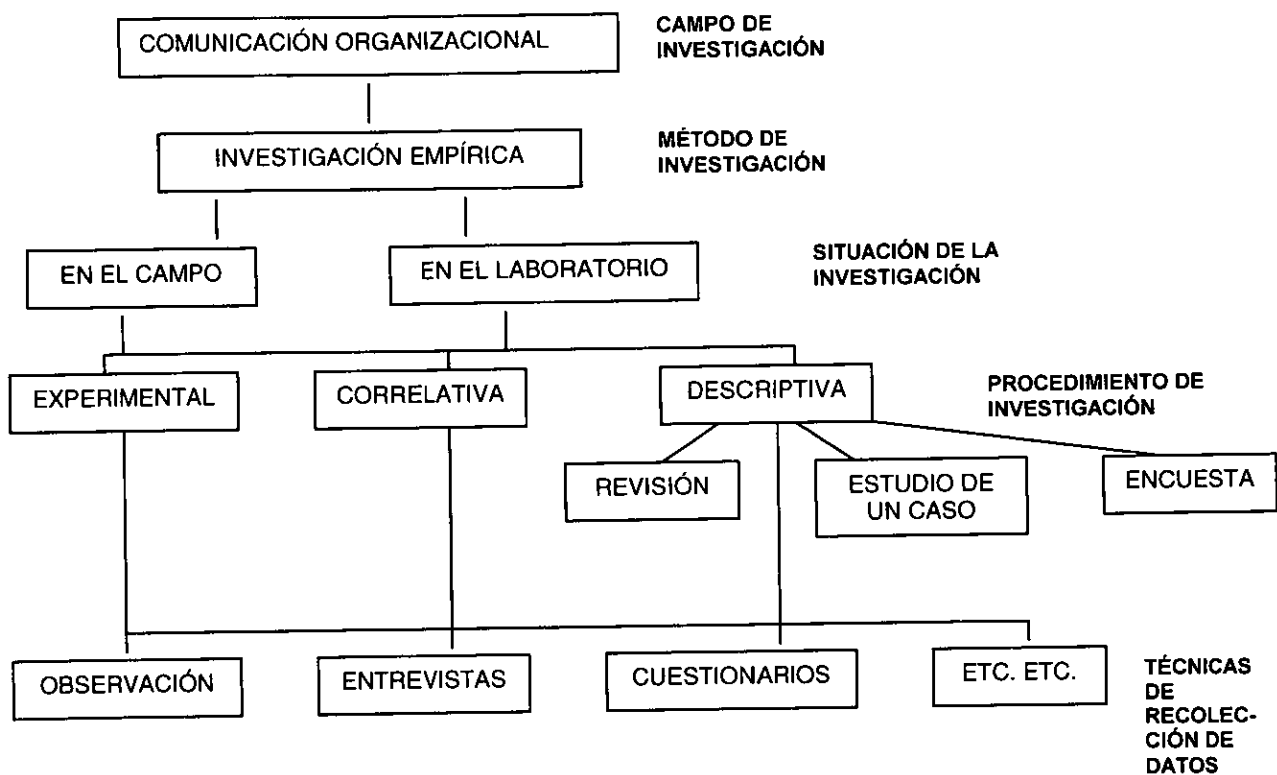 COMUNICACIÓN ORGANIZACIONAL
CAMPO DE
INVESTIGACIÓN
INVESTIGACIÓN EMPÍRICA
MÉTODO DE
INVESTIGACIÓN
EN EL CAMPO
EN EL LABORATORIO
SITUACIÓN DE LA
INVESTIGACIÓN
EXPERIMENTAL
CORRELATIVA
DESCRIPTIVA
PROCEDIMIENTO DE
INVESTIGACIÓN
REVISIÓN
ESTUDIO DE
UN CASO
ENCUESTA
OBSERVACIÓN
ENTREVISTAS
CUESTIONARIOS
ETC. ETC.
TÉCNICAS
DE
RECOLEC-
CIÓN DE
DATOS